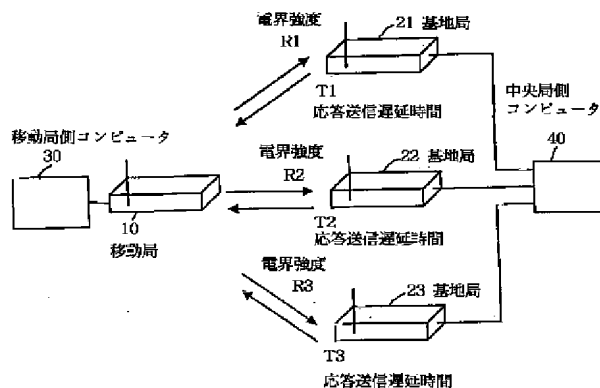 電界強度
R1
21 基地局
T1
応答送信遅延時間
中央局側
コンピュータ
40
移動局側コンピュータ
30
電界強度
R2
22 基地局
10
移動局
T2
応答送信遅延時間
電界強度
R3
23 基地局
T3
応答送信遅延時間